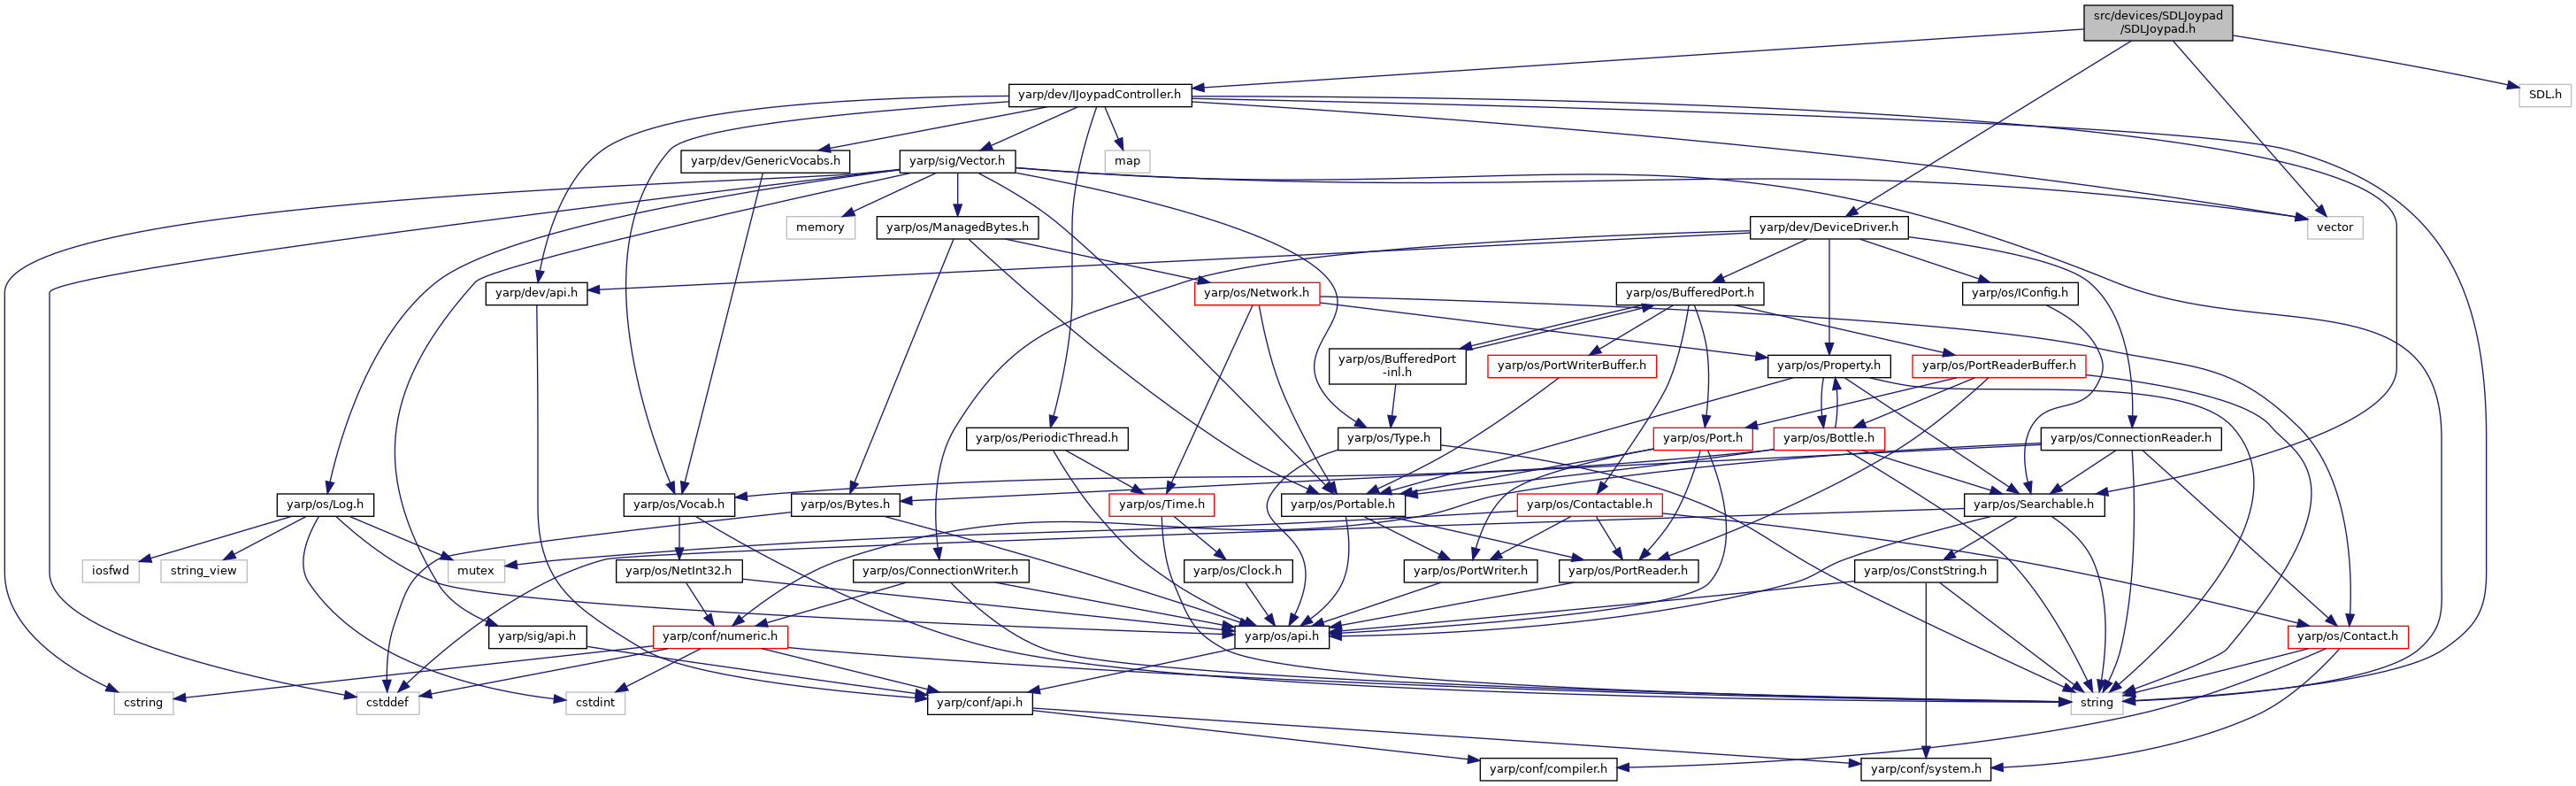 src/devices/SDLJoypad
/SDLJoypad.h
yarp/dev/IJoypadController.h
SDL.h
yarp/dev/GenericVocabs.h
yarp/sig/Vector.h
map
memory
yarp/os/ManagedBytes.h
yarp/dev/DeviceDriver.h
vector
yarp/dev/api.h
yarp/os/Network.h
yarp/os/BufferedPort.h
yarp/os/IConfig.h
yarp/os/BufferedPort
-inl.h
yarp/os/PortWriterBuffer.h
yarp/os/Property.h
yarp/os/PortReaderBuffer.h
yarp/os/PeriodicThread.h
yarp/os/Type.h
yarp/os/Port.h
yarp/os/Bottle.h
yarp/os/ConnectionReader.h
yarp/os/Log.h
yarp/os/Vocab.h
yarp/os/Bytes.h
yarp/os/Time.h
yarp/os/Portable.h
yarp/os/Contactable.h
yarp/os/Searchable.h
iosfwd
string_view
mutex
yarp/os/NetInt32.h
yarp/os/ConnectionWriter.h
yarp/os/Clock.h
yarp/os/PortWriter.h
yarp/os/PortReader.h
yarp/os/ConstString.h
yarp/sig/api.h
yarp/conf/numeric.h
yarp/os/api.h
yarp/os/Contact.h
cstring
cstddef
cstdint
yarp/conf/api.h
string
yarp/conf/compiler.h
yarp/conf/system.h